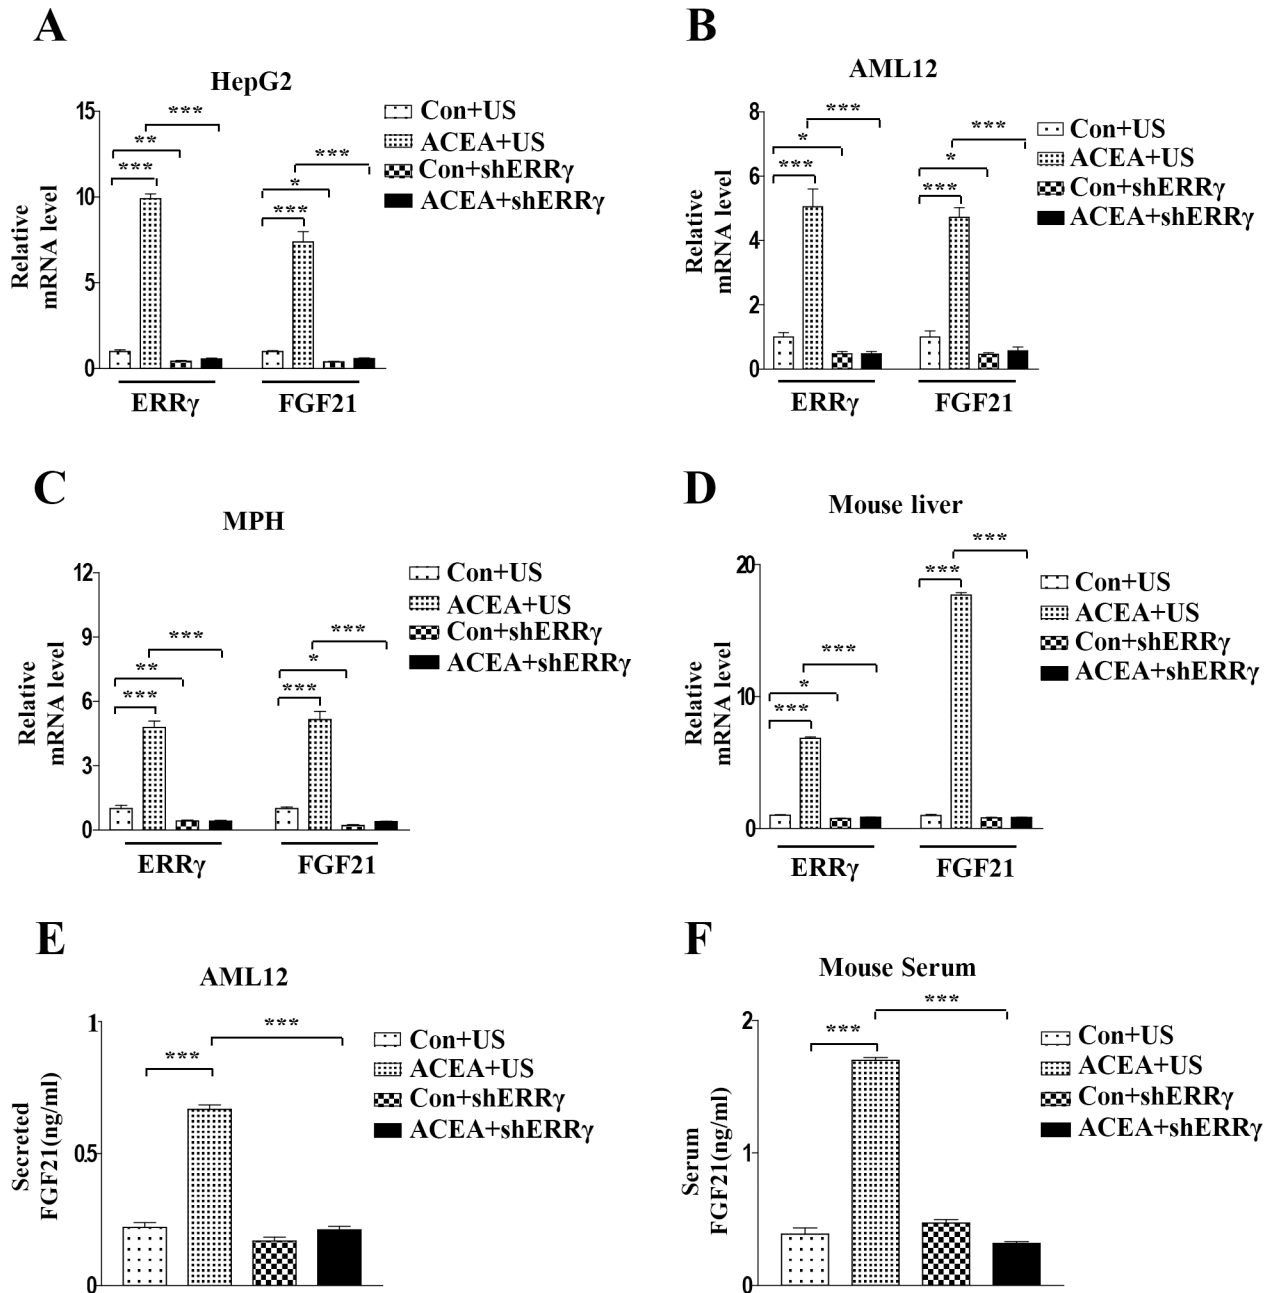 A
HepG2
Relative
mRNA level
15
10
5
0
***
**
***
***
*
***
Con+US
ACEA+US
Con+shERRγ
ACEA+shERRγ
ERRγ
FGF21
B
AML12
Relative
mRNA level
8
6
4
2
0
***
*
***
***
*
***
Con+US
ACEA+US
Con+shERRγ
ACEA+shERRγ
ERRγ
FGF21
C
MPH
Relative
mRNA level
12
9
6
3
0
***
**
***
***
*
***
Con+US
ACEA+US
Con+shERRγ
ACEA+shERRγ
ERRγ
FGF21
D
Mouse liver
Relative
mRNA level
20
10
0
***
*
***
***
***
Con+US
ACEA+US
Con+shERRγ
ACEA+shERRγ
ERRγ
FGF21
E
AML12
Secreted
FGF21(ng/ml)
1
0.5
0
***
***
Con+US
ACEA+US
Con+shERRγ
ACEA+shERRγ
F
Mouse Serum
Serum
FGF21(ng/ml)
2
1
0
***
***
Con+US
ACEA+US
Con+shERRγ
ACEA+shERRγ